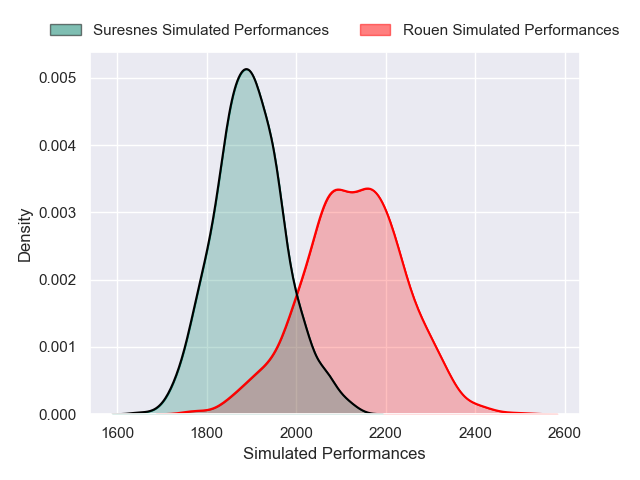 Suresnes Simulated Performances
Rouen Simulated Performances
0.005
0.004
0.003
0.002
0.001
0.000
Density
1600 1800 2000 2200 2400 2600
Simulated Performances